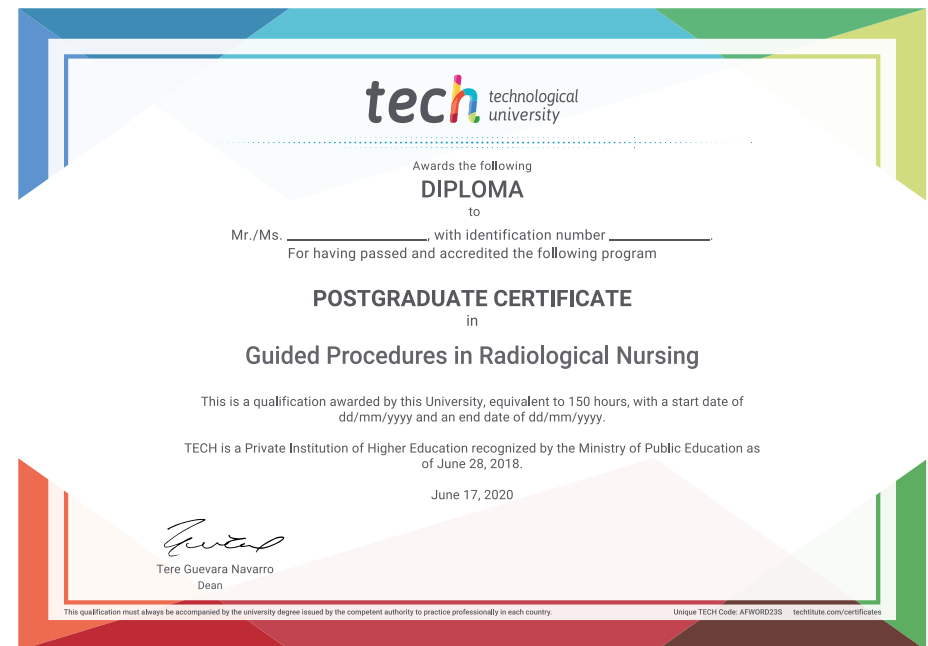 tech technological
university
Awards the following
DIPLOMA
to
Mr./Ms. ____________________, with identification number ______________.
For having passed and accredited the following program
POSTGRADUATE CERTIFICATE
in
Guided Procedures in Radiological Nursing
This is a qualification awarded by this University, equivalent to 150 hours, with a start date of
dd/mm/yyyy and an end date of dd/mm/yyyy.
TECH is a Private Institution of Higher Education recognized by the Ministry of Public Education as
of June 28, 2018.
June 17, 2020
Tere Guevara Navarro
Dean
This qualification must always be accompanied by the university degree issued by the competent authority to practice professionally in each country. Unique TECH Code: AFWORD23S techtitute.com/certificates